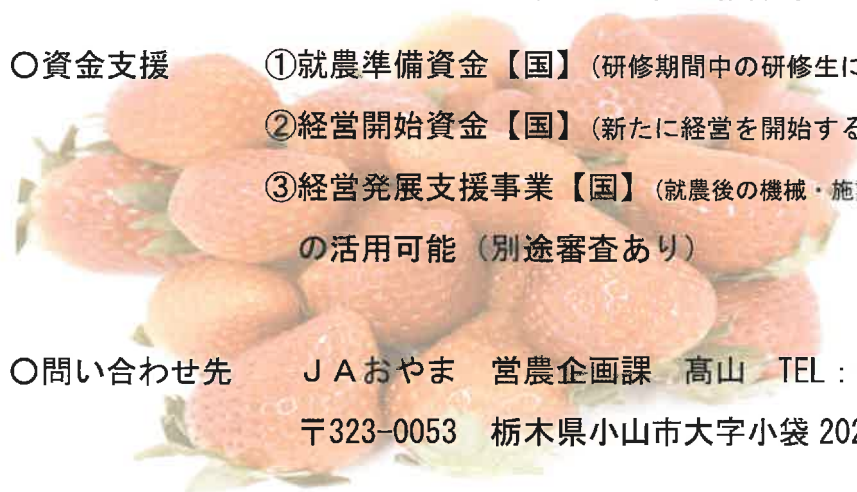 〇資金支援 ①就農準備資金【国】(研修期間中の研修生に
②経営開始資金【国】(新たに経営を開始する
③経営発展支援事業【国】(就農後の機械・施
の活用可能(別途審査あり)
〇問い合わせ先 JAおやま 営農企画課 髙山 TEL:
〒323-0053 栃木県小山市大字小袋 202